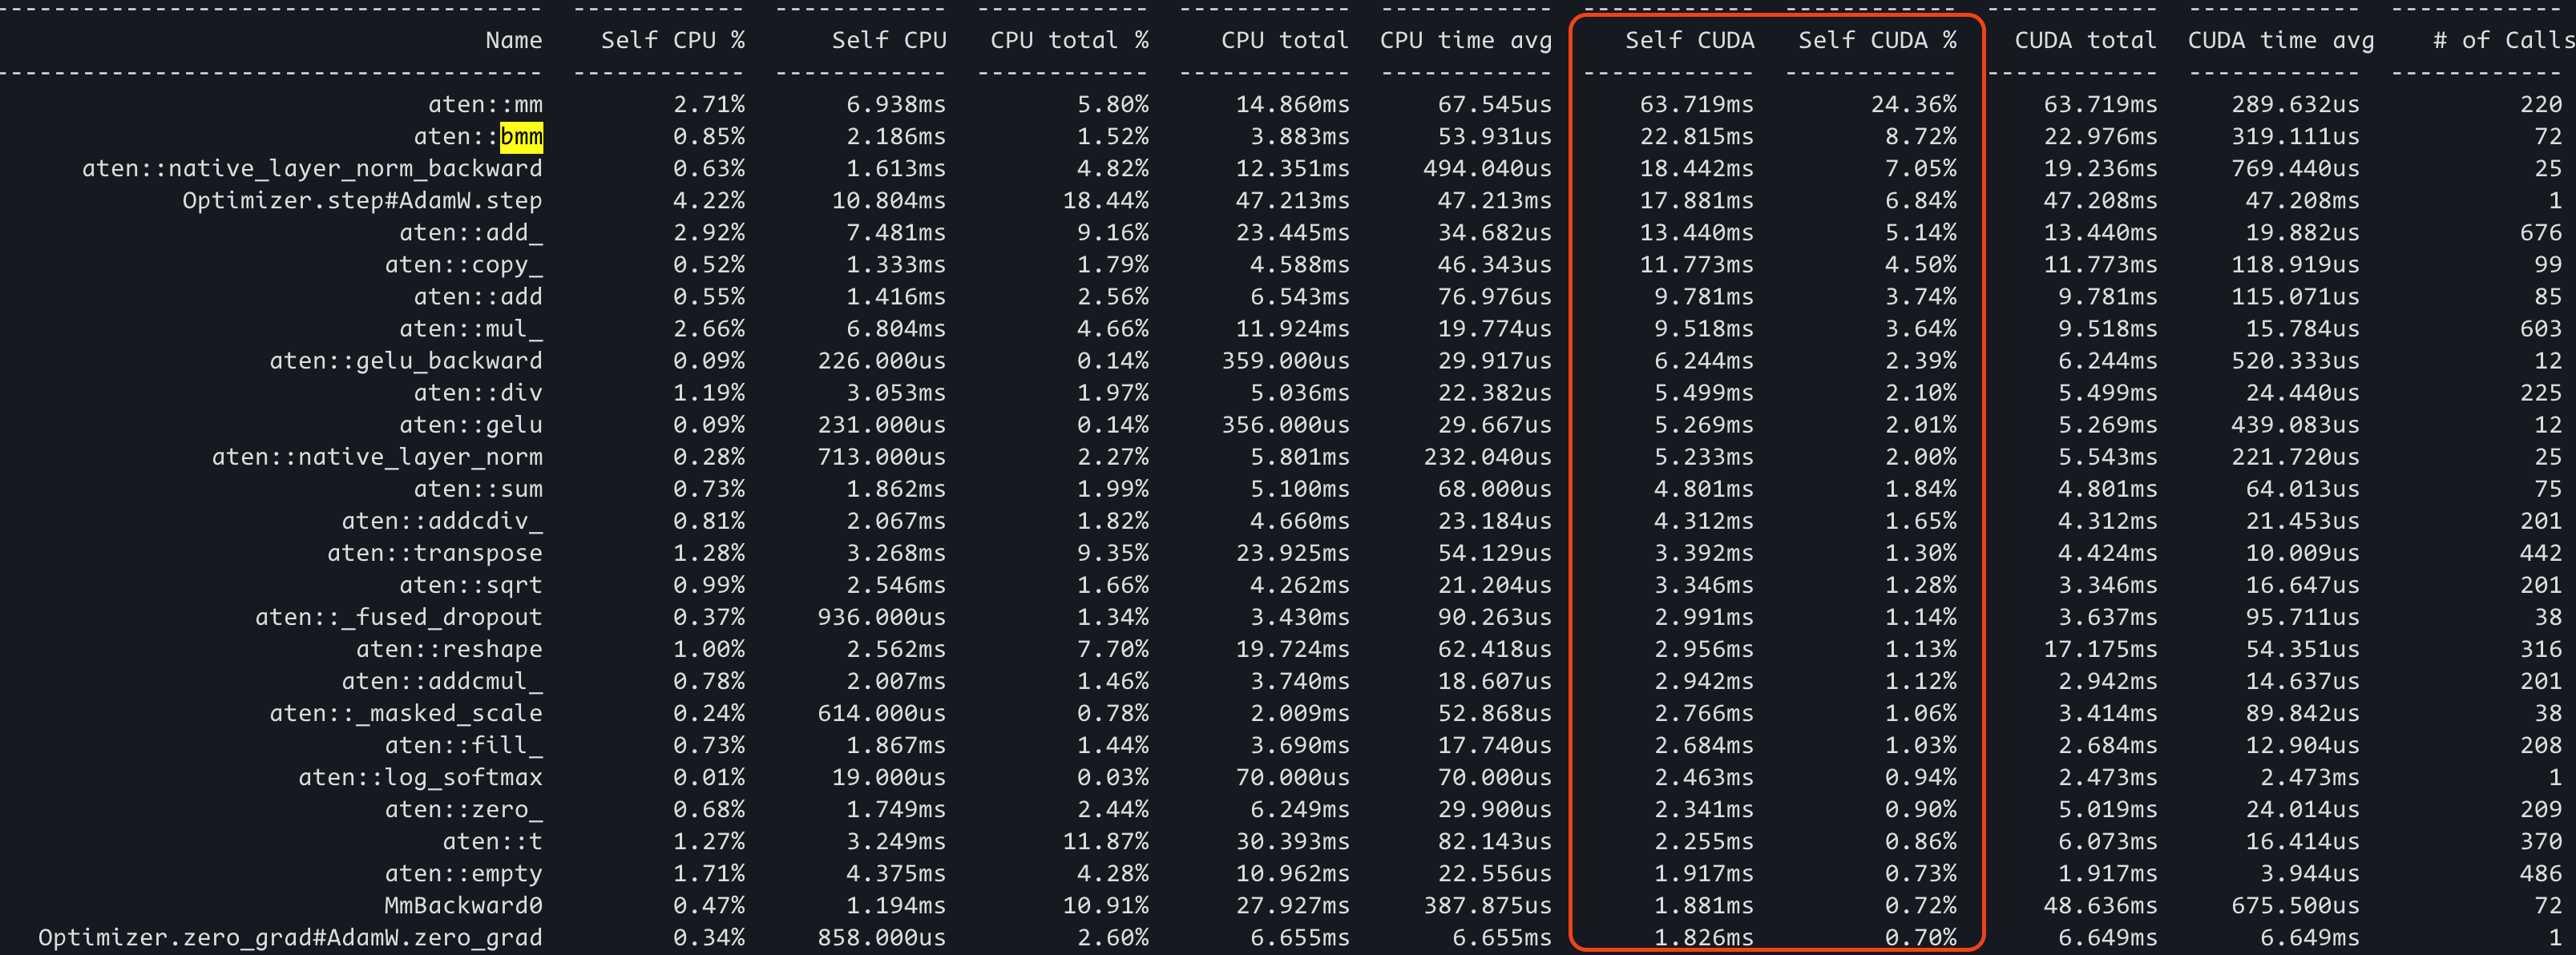 Name Self CPU % Self CPU CPU total % CPU total CPU time avg Self CUDA Self CUDA % CUDA total CUDA time avg # of Calls
aten::mm 2.71% 6.938ms 5.80% 14.860ms 67.545us 63.719ms 24.36% 63.719ms 289.632us 220
aten::bmm 0.85% 2.186ms 1.52% 3.883ms 53.931us 22.815ms 8.72% 22.976ms 319.111us 72
aten::native_layer_norm_backward 0.63% 1.613ms 4.82% 12.351ms 494.040us 18.442ms 7.05% 19.236ms 769.440us 25
Optimizer.step#AdamW.step 4.22% 10.804ms 18.44% 47.213ms 47.213ms 17.881ms 6.84% 47.208ms 47.208ms 1
aten::add_ 2.92% 7.481ms 9.16% 23.445ms 34.682us 13.440ms 5.14% 13.440ms 19.882us 676
aten::copy_ 0.52% 1.333ms 1.79% 4.588ms 46.343us 11.773ms 4.50% 11.773ms 118.919us 99
aten::add 0.55% 1.416ms 2.56% 6.543ms 76.976us 9.781ms 3.74% 9.781ms 115.071us 85
aten::mul_ 2.66% 6.804ms 4.66% 11.924ms 19.774us 9.518ms 3.64% 9.518ms 15.784us 603
aten::gelu_backward 0.09% 226.000us 0.14% 359.000us 29.917us 6.244ms 2.39% 6.244ms 520.333us 12
aten::div 1.19% 3.053ms 1.97% 5.036ms 22.382us 5.499ms 2.10% 5.499ms 24.440us 225
aten::gelu 0.09% 231.000us 0.14% 356.000us 29.667us 5.269ms 2.01% 5.269ms 439.083us 12
aten::native_layer_norm 0.28% 713.000us 2.27% 5.801ms 232.040us 5.233ms 2.00% 5.543ms 221.720us 25
aten::sum 0.73% 1.862ms 1.99% 5.100ms 68.000us 4.801ms 1.84% 4.801ms 64.013us 75
aten::addcdiv_ 0.81% 2.067ms 1.82% 4.660ms 23.184us 4.312ms 1.65% 4.312ms 21.453us 201
aten::transpose 1.28% 3.268ms 9.35% 23.925ms 54.129us 3.392ms 1.30% 4.424ms 10.009us 442
aten::sqrt 0.99% 2.546ms 1.66% 4.262ms 21.204us 3.346ms 1.28% 3.346ms 16.647us 201
aten::_fused_dropout 0.37% 936.000us 1.34% 3.430ms 90.263us 2.991ms 1.14% 3.637ms 95.711us 38
aten::reshape 1.00% 2.562ms 7.70% 19.724ms 62.418us 2.956ms 1.13% 17.175ms 54.351us 316
aten::addcmul_ 0.78% 2.007ms 1.46% 3.740ms 18.607us 2.942ms 1.12% 2.942ms 14.637us 201
aten::_masked_scale 0.24% 614.000us 0.78% 2.009ms 52.868us 2.766ms 1.06% 3.414ms 89.842us 38
aten::fill_ 0.73% 1.867ms 1.44% 3.690ms 17.740us 2.684ms 1.03% 2.684ms 12.904us 208
aten::log_softmax 0.01% 19.000us 0.03% 70.000us 70.000us 2.463ms 0.94% 2.473ms 2.473ms 1
aten::zero_ 0.68% 1.749ms 2.44% 6.249ms 29.900us 2.341ms 0.90% 5.019ms 24.014us 209
aten::t 1.27% 3.249ms 11.87% 30.393ms 82.143us 2.255ms 0.86% 6.073ms 16.414us 370
aten::empty 1.71% 4.375ms 4.28% 10.962ms 22.556us 1.917ms 0.73% 1.917ms 3.944us 486
MmBackward0 0.47% 1.194ms 10.91% 27.927ms 387.875us 1.881ms 0.72% 48.636ms 675.500us 72
Optimizer.zero_grad#AdamW.zero_grad 0.34% 858.000us 2.60% 6.655ms 6.655ms 1.826ms 0.70% 6.649ms 6.649ms 1